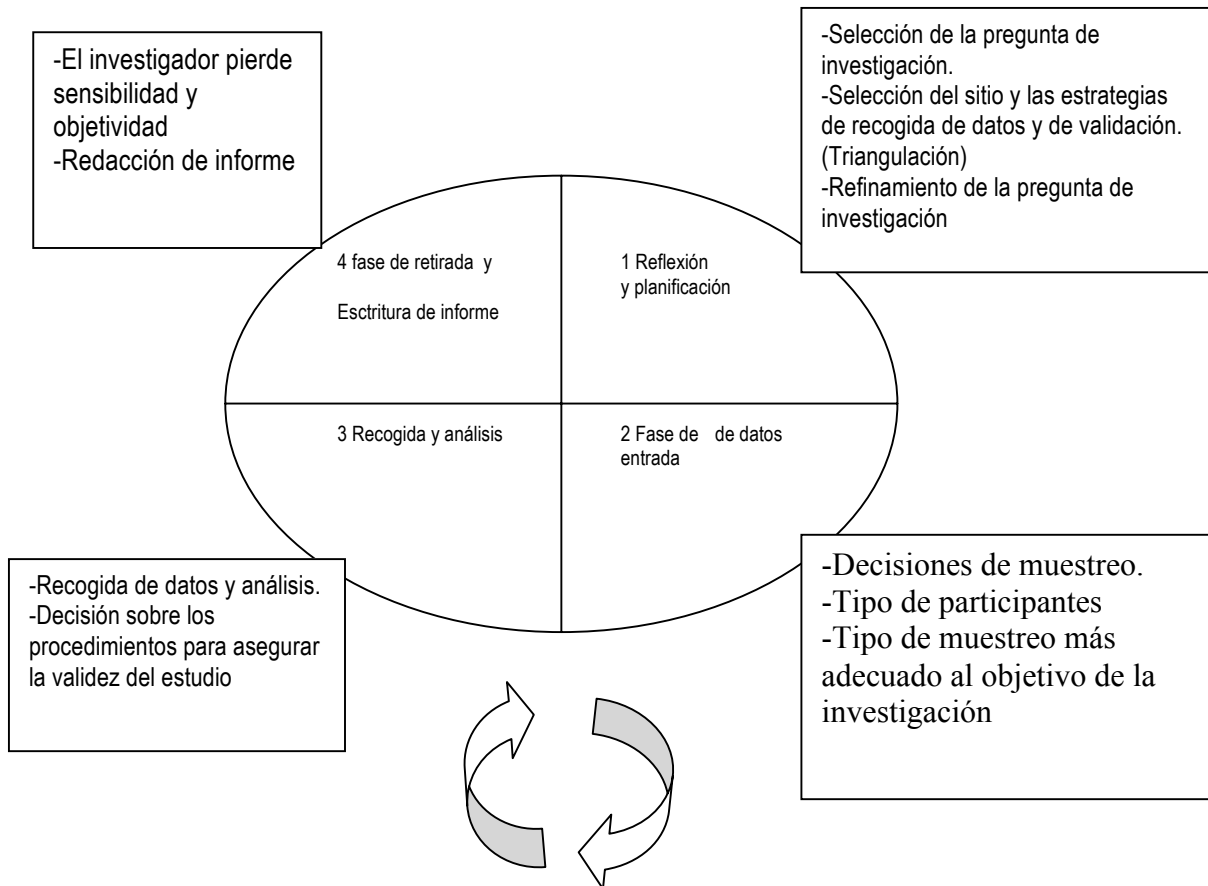 -El investigador pierde
sensibilidad y
objetividad
-Redacción de informe
-Selección de la pregunta de
investigación.
-Selección del sitio y las estrategias
de recogida de datos y de validación.
(Triangulación)
-Refinamiento de la pregunta de
investigación
4 fase de retirada y
Esctritura de informe
1 Reflexión
y planificación
3 Recogida y análisis
2 Fase de de datos
entrada
-Recogida de datos y análisis.
-Decisión sobre los
procedimientos para asegurar
la validez del estudio
-Decisiones de muestreo.
-Tipo de participantes
-Tipo de muestreo más
adecuado al objetivo de la
investigación